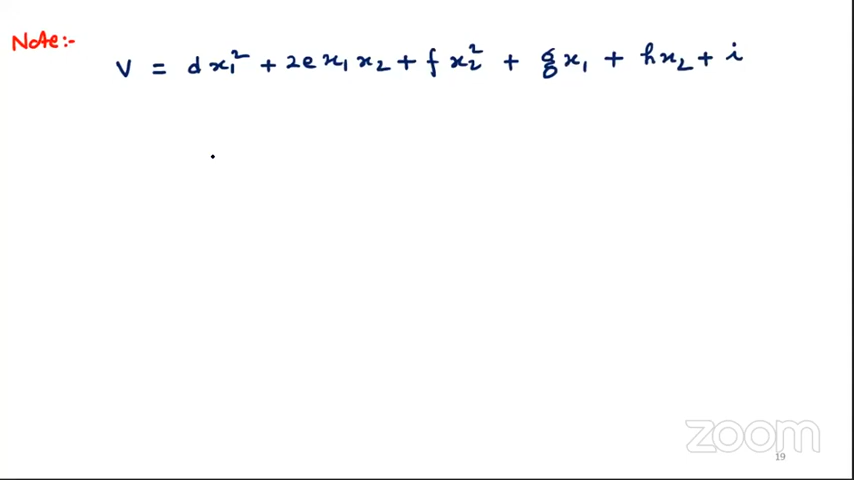 Note:-
V = dx₁² + 2ex₁x₂ + fx₂² + gx₁ + hx₂ + i
zoom
19